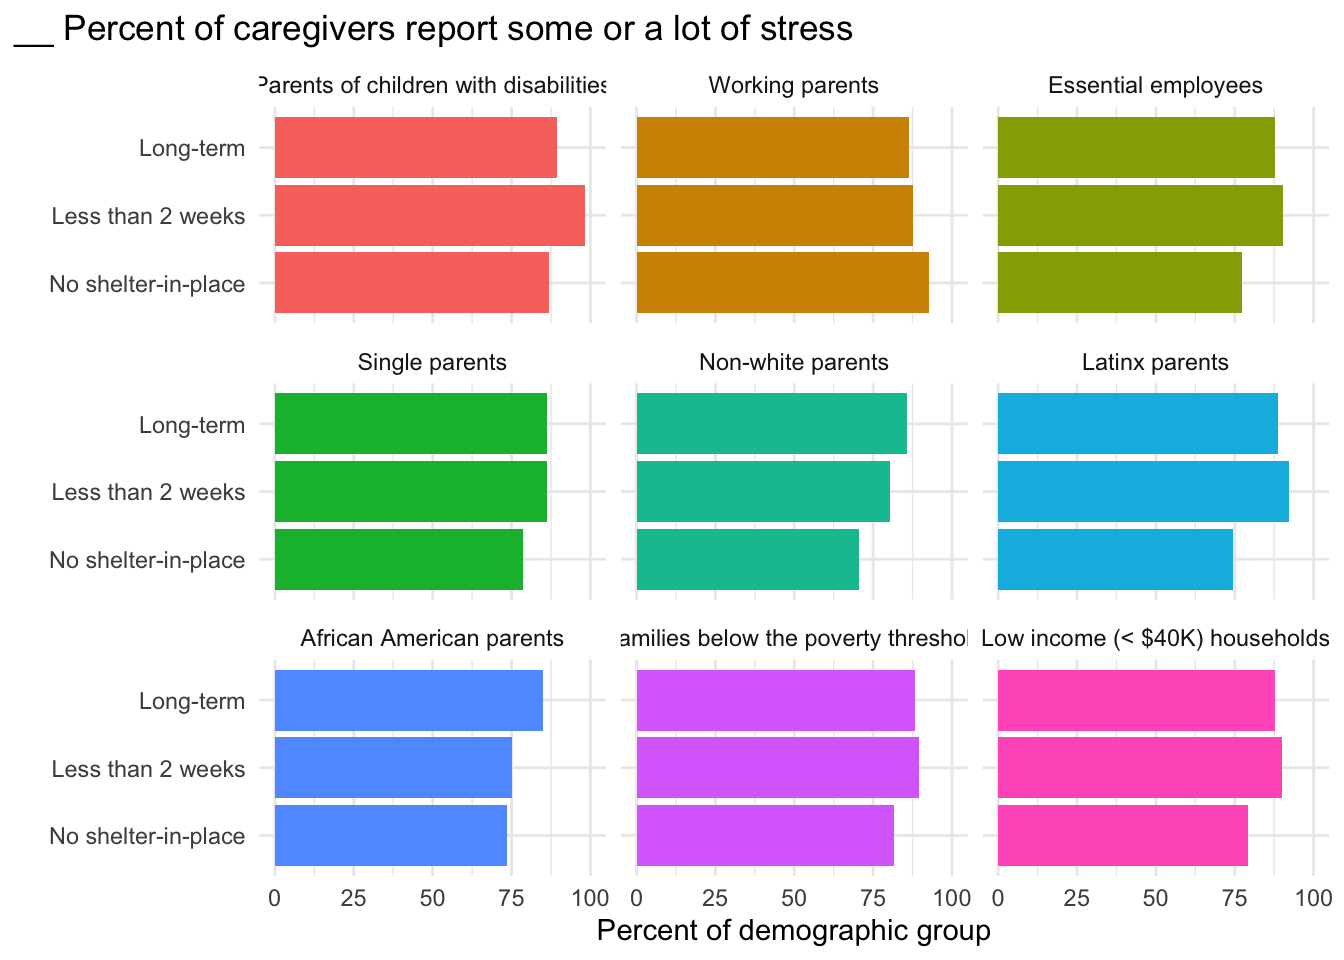 __ Percent of caregivers report some or a lot of stress
Parents of children with disabilities
Working parents
Essential employees
Long-term
Less than 2 weeks
No shelter-in-place
Single parents
Non-white parents
Latinx parents
Long-term
Less than 2 weeks
No shelter-in-place
African American parents
amilies below the poverty threshol
Low income (< $40K) households
Long-term
Less than 2 weeks
No shelter-in-place
0 25 50 75 100 0 25 50 75 100 0 25 50 75 100
Percent of demographic group